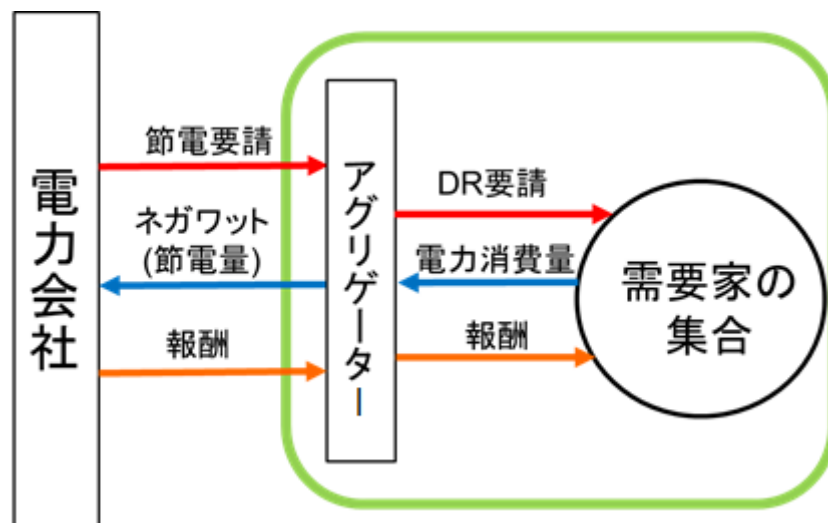 電力会社
節電要請
ネガワット
(節電量)
報酬
アグリゲーター
DR要請
電力消費量
報酬
需要家の
集合